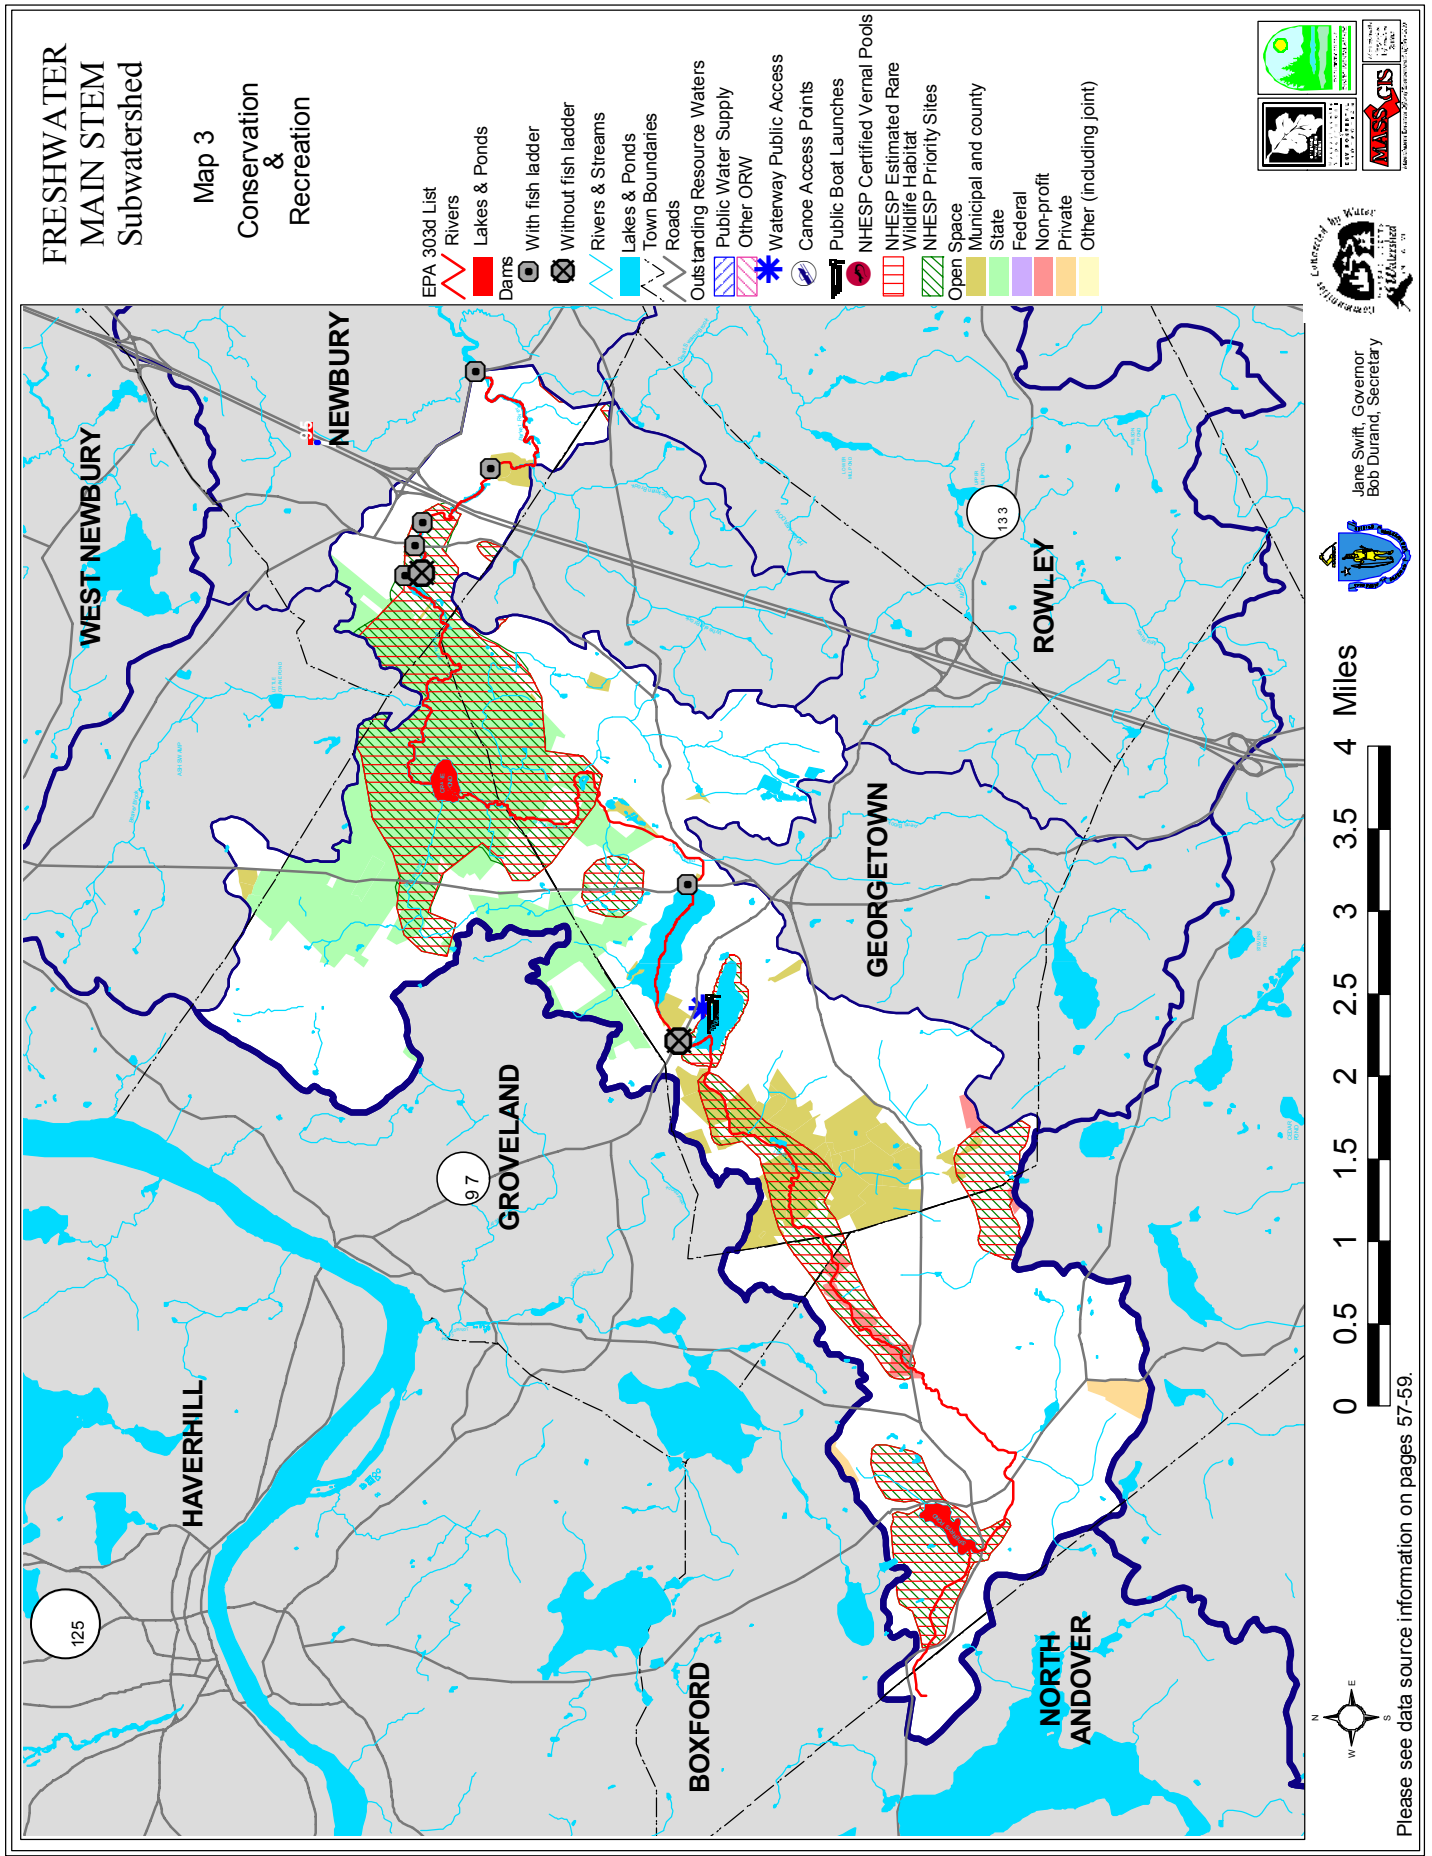 FRESHWATER
MAIN STEM
Subwatershed
Map 3
Conservation
&
Recreation
EPA 303d List
Rivers
Lakes & Ponds
Dams
With fish ladder
Without fish ladder
Rivers & Streams
Lakes & Ponds
Town Boundaries
Roads
Outstanding Resource Waters
Public Water Supply
Other ORW
Waterway Public Access
Canoe Access Points
Public Boat Launches
NHESP Certified Vernal Pools
NHESP Estimated Rare
Wildlife Habitat
NHESP Priority Sites
Open Space
Municipal and county
State
Federal
Non-profit
Private
Other (including joint)
WEST NEWBURY
NEWBURY
95
HAVERHILL
125
GROVELAND
97
GEORGETOWN
ROWLEY
133
BOXFORD
NORTH
ANDOVER
MASSGIS
Jane Swift, Governor
Bob Durand, Secretary
N
W
E
S
0
0.5
1
1.5
2
2.5
3
3.5
4
Miles
Please see data source information on pages 57-59.